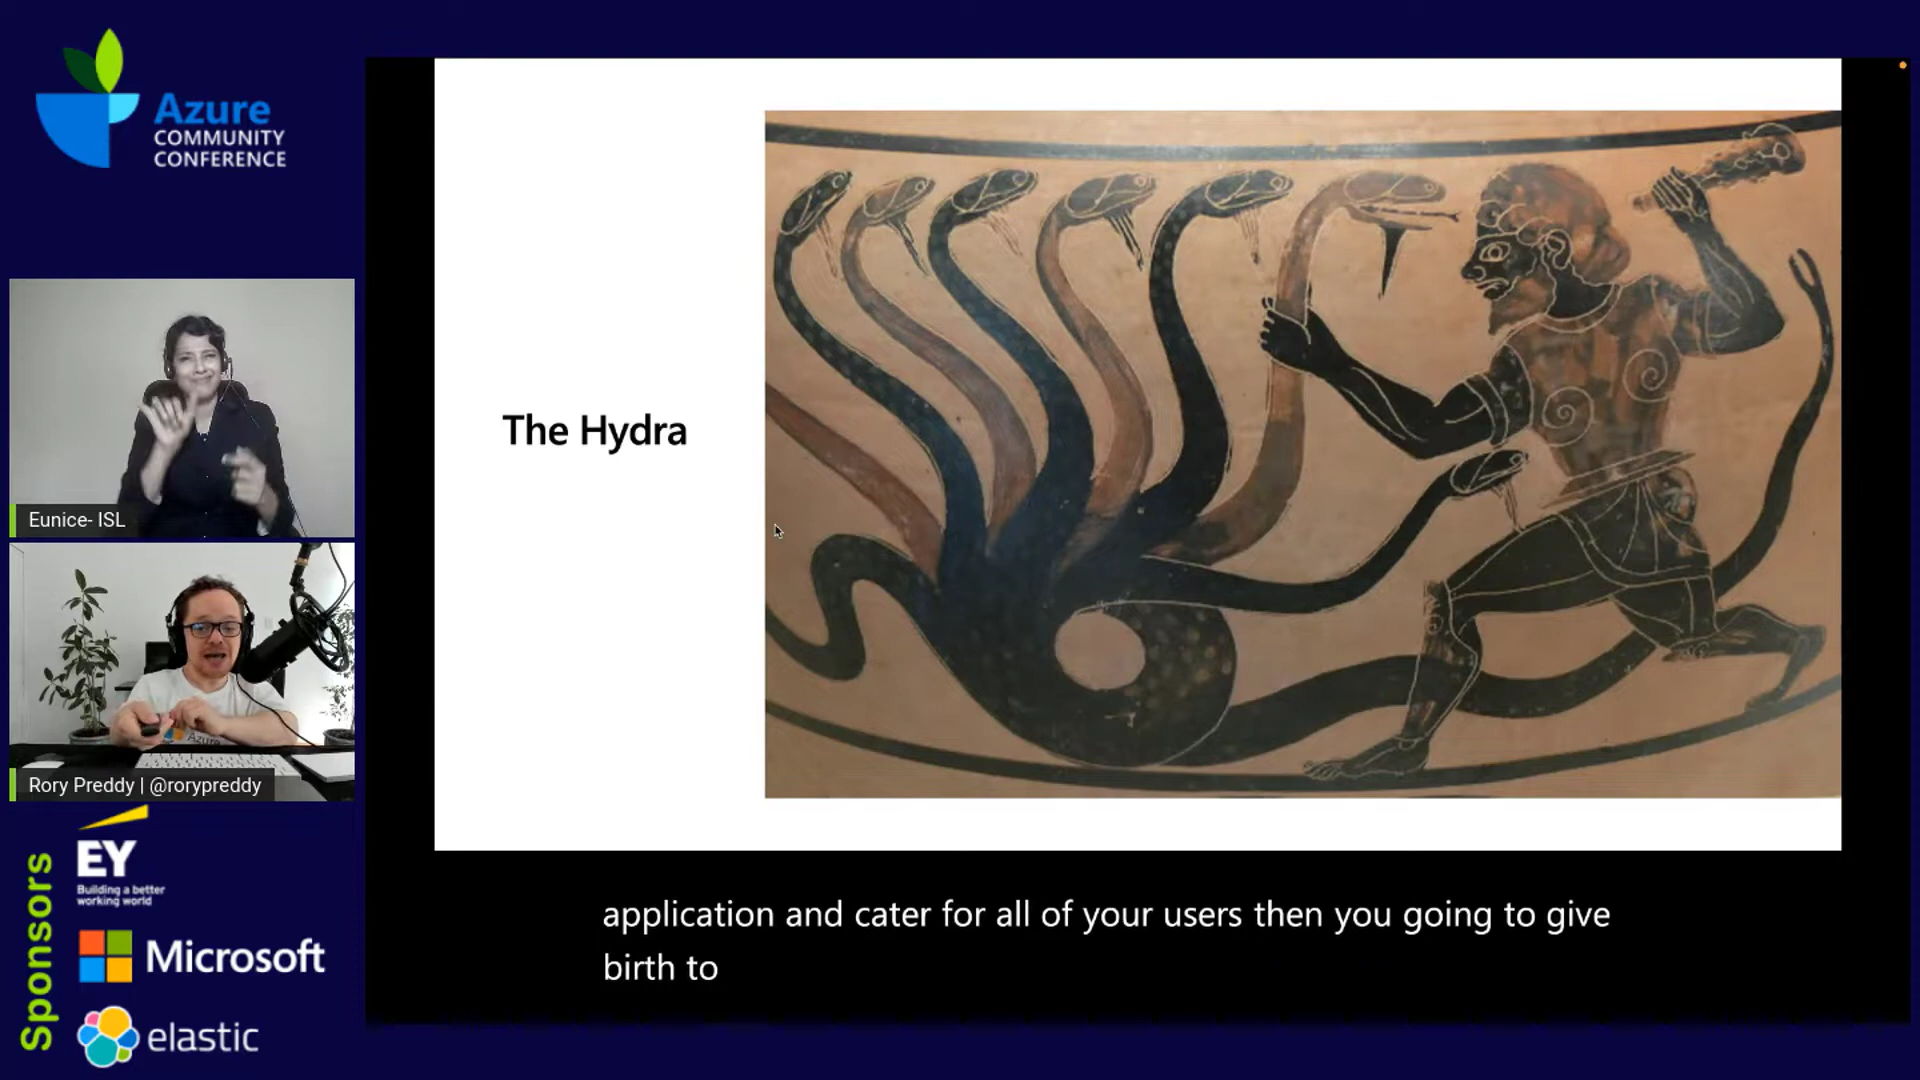 Azure
COMMUNITY
CONFERENCE
Eunice- ISL
Azure
Rory Preddy | @rorypreddy
Sponsors
EY
Building a better
working world
Microsoft
elastic
The Hydra
application and cater for all of your users then you going to give
birth to